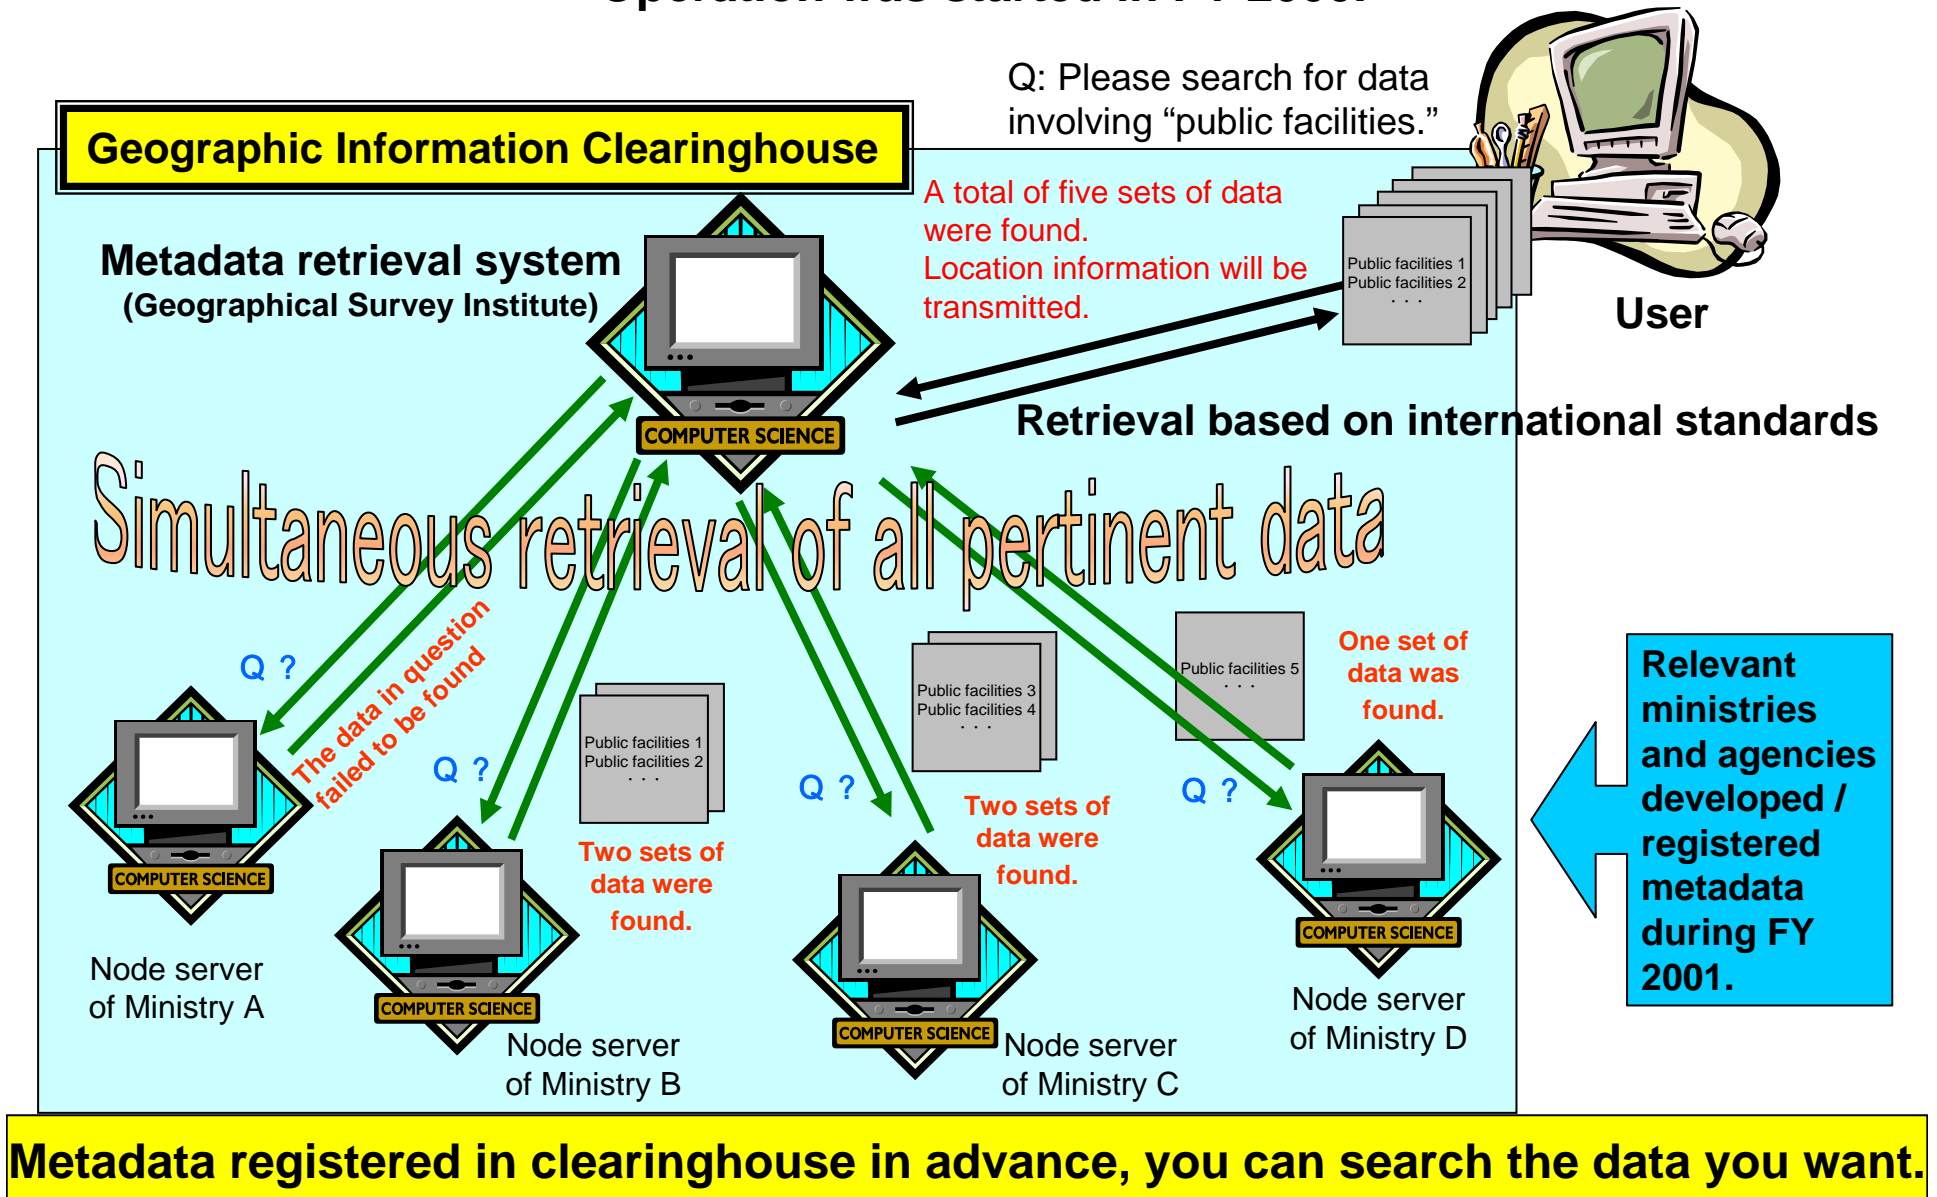 Geographic Information Clearinghouse
Q: Please search for data
involving “public facilities.”
A total of five sets of data
were found.
Location information will be
transmitted.
Metadata retrieval system
(Geographical Survey Institute)
Public facilities 1
Public facilities 2
. . .
User
COMPUTER SCIENCE
Retrieval based on international standards
Simultaneous retrieval of all pertinent data
Q ?
The data in question
failed to be found
COMPUTER SCIENCE
Node server
of Ministry A
Q ?
Public facilities 1
Public facilities 2
. . .
Two sets of
data were
found.
COMPUTER SCIENCE
Node server
of Ministry B
Q ?
Public facilities 3
Public facilities 4
. . .
Two sets of
data were
found.
COMPUTER SCIENCE
Node server
of Ministry C
Q ?
Public facilities 5
. . .
One set of
data was
found.
COMPUTER SCIENCE
Node server
of Ministry D
Relevant
ministries
and agencies
developed /
registered
metadata
during FY
2001.
Metadata registered in clearinghouse in advance, you can search the data you want.